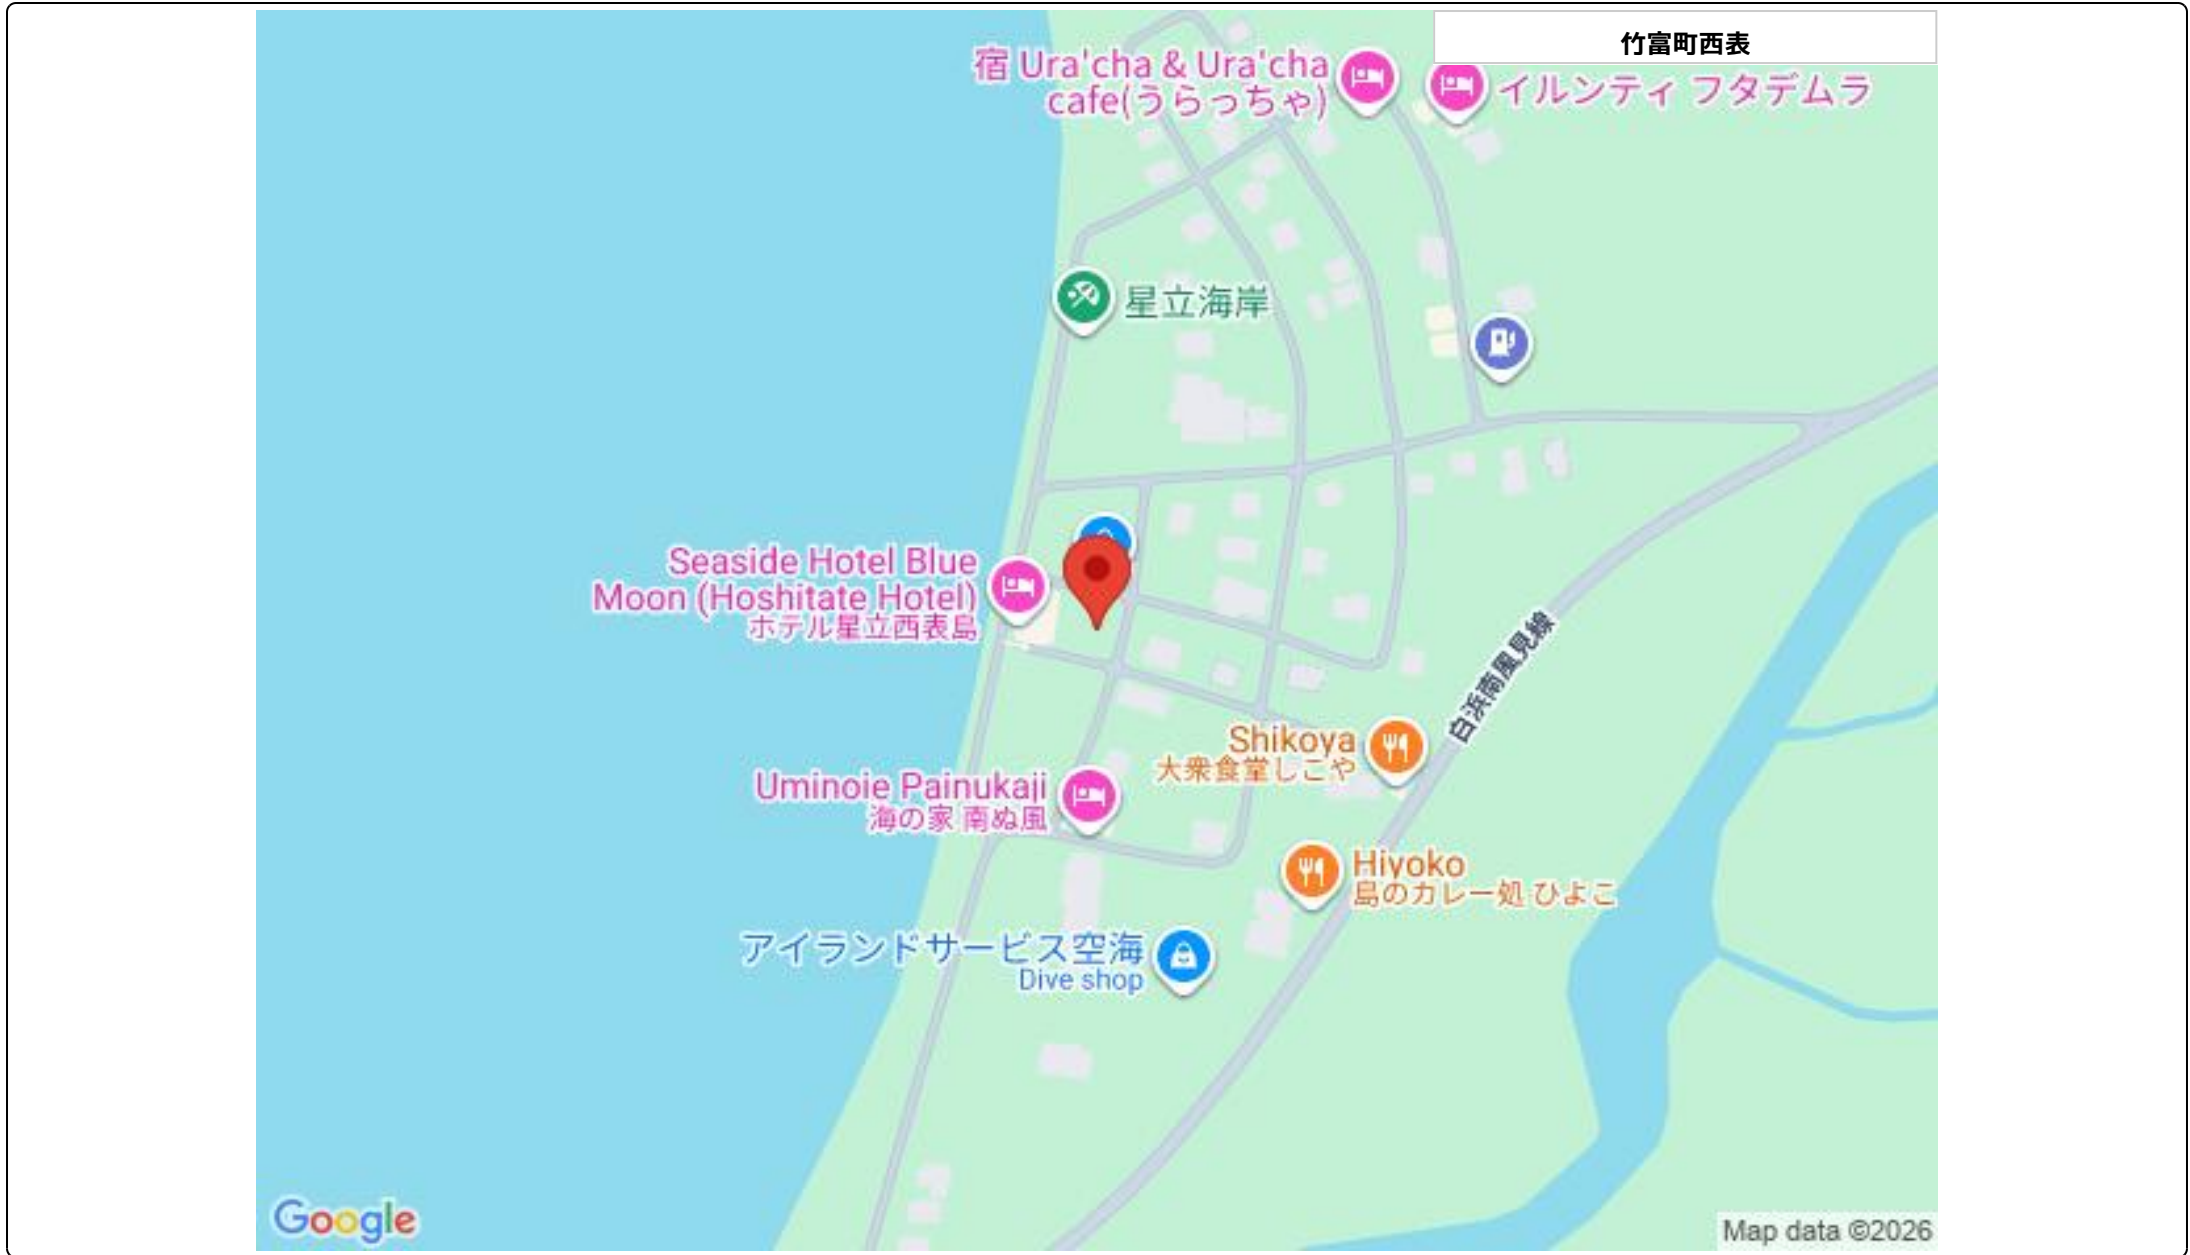 竹富町西表
宿 Ura'cha & Ura'cha
cafe(うらっちゃ)
イルンティ フタデムラ
星立海岸
Seaside Hotel Blue
Moon (Hoshitate Hotel)
ホテル星立西表島
白浜南風見線
Shikoya
大衆食堂しこや
Uminoie Painukaji
海の家 南ぬ風
Hiyoko
島のカレー処 ひよこ
アイランドサービス空海
Dive shop
Google
Map data ©2026